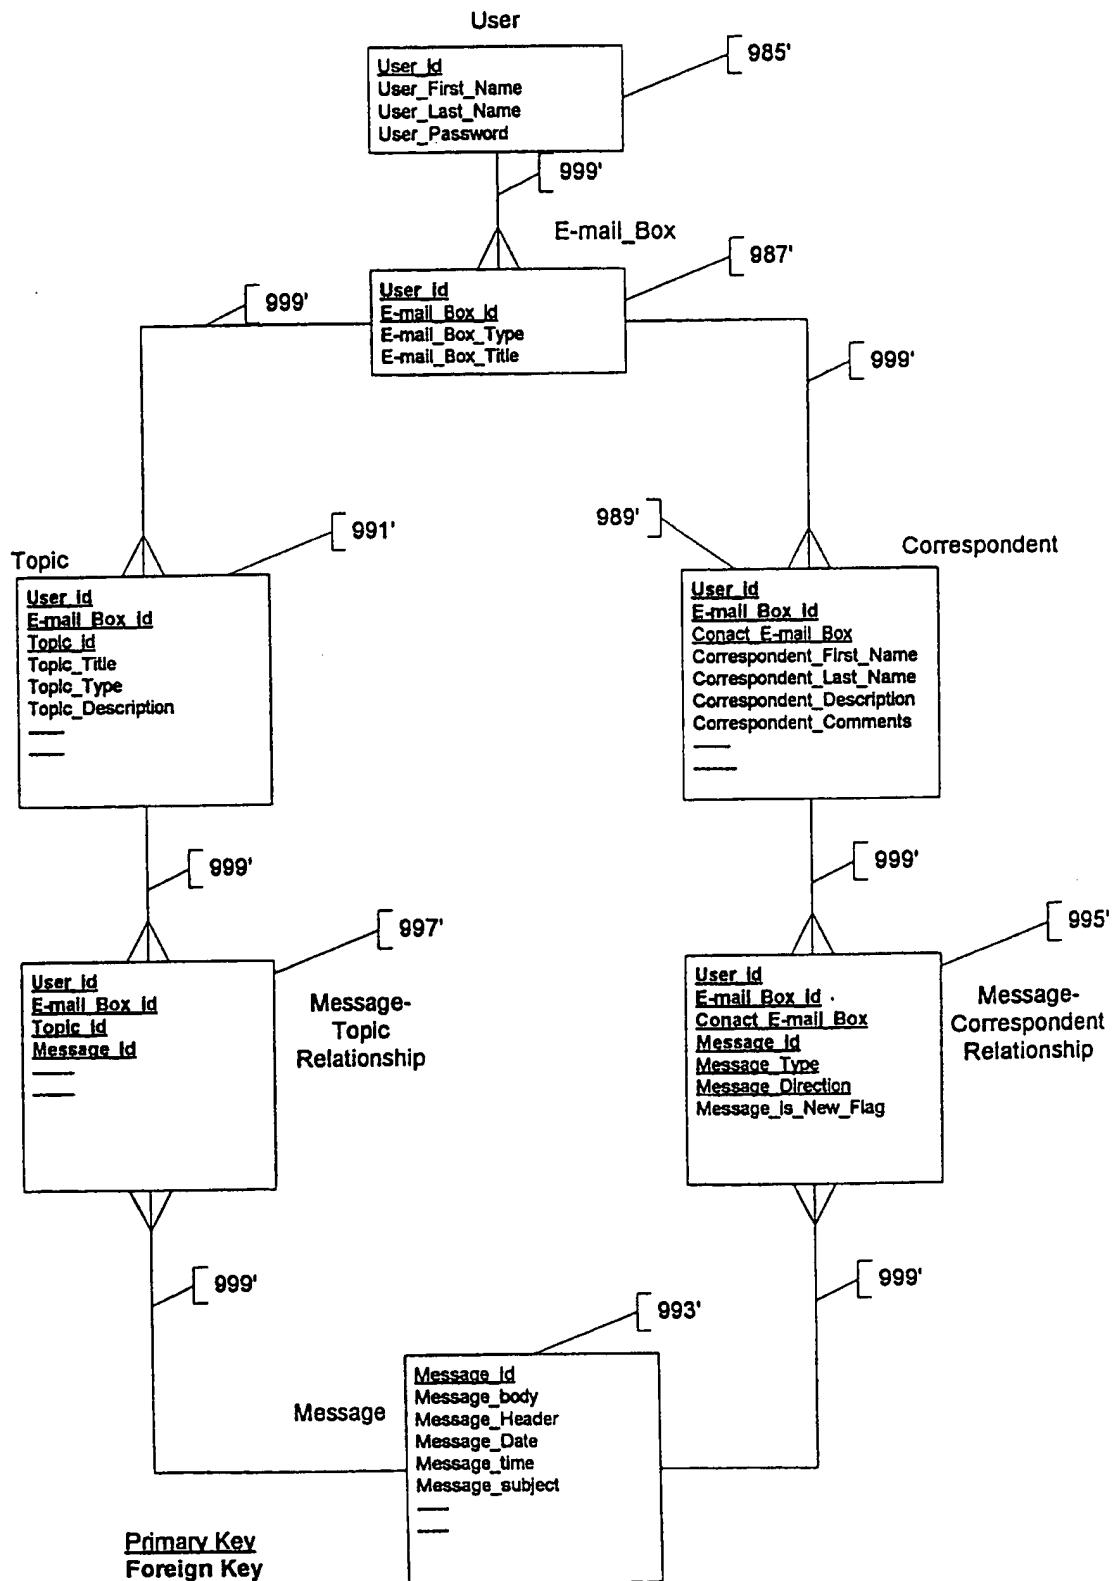 User
985'
User_id
User_First_Name
User_Last_Name
User_Password
999'
E-mail_Box
987'
User_id
E-mail_Box_id
E-mail_Box_Type
E-mail_Box_Title
999'
999'
991'
989'
Topic
Correspondent
User_id
E-mail_Box_id
Topic_id
Topic_Title
Topic_Type
Topic_Description
User_id
E-mail_Box_id
Conact_E-mail_Box
Correspondent_First_Name
Correspondent_Last_Name
Correspondent_Description
Correspondent_Comments
999'
999'
997'
995'
User_id
E-mail_Box_id
Topic_id
Message_id
Message-
Topic
Relationship
User_id
E-mail_Box_id
Conact_E-mail_Box
Message_id
Message_Type
Message_Direction
Message_is_New_Flag
Message-
Correspondent
Relationship
999'
999'
993'
Message
Message_id
Message_body
Message_Header
Message_Date
Message_time
Message_subject
Primary Key
Foreign Key